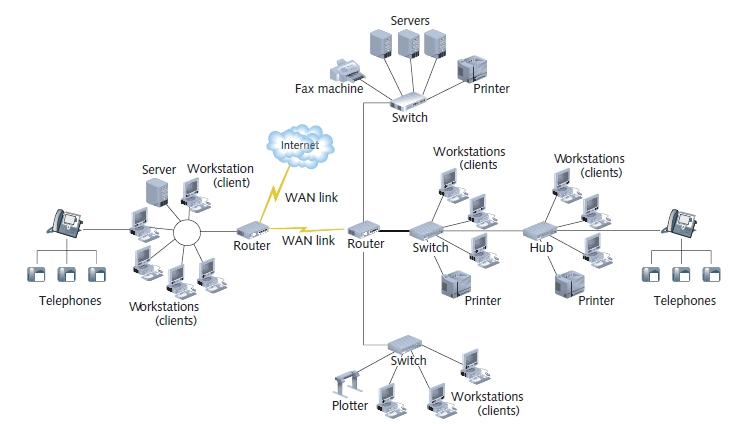 Servers
Fax machine
Printer
Switch
Internet
Server
Workstation
(client)
WAN link
Workstations
(clients
Workstations
(clients)
Router
WAN link
Router
Switch
Hub
Telephones
Workstations
(clients)
Printer
Printer
Telephones
Switch
Plotter
Workstations
(clients)